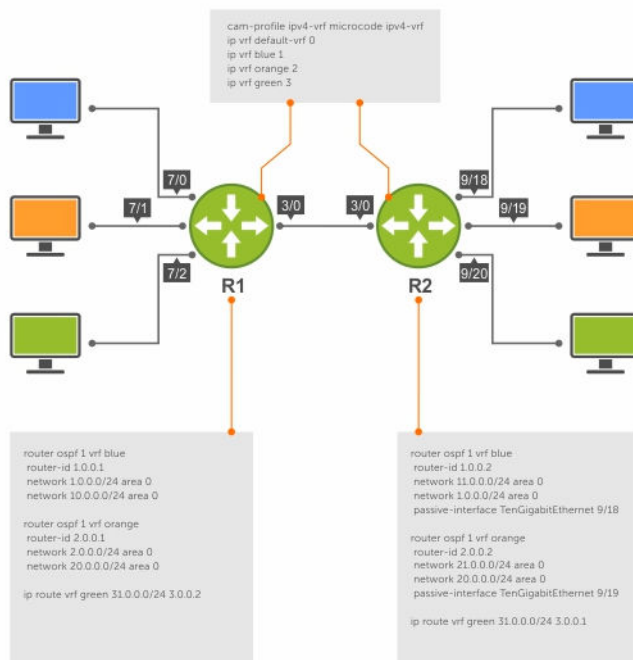 cam-profile ipv4-vrf microcode ipv4-vrf
ip vrf default-vrf 0
ip vrf blue 1
ip vrf orange 2
ip vrf green 3
7/0
7/1
7/2
3/0
3/0
9/18
9/19
9/20
R1
R2
router ospf 1 vrf blue
router-id 1.0.0.1
network 1.0.0.0/24 area 0
network 10.0.0.0/24 area 0
router ospf 1 vrf orange
router-id 2.0.0.1
network 2.0.0.0/24 area 0
network 20.0.0.0/24 area 0
ip route vrf green 31.0.0.0/24 3.0.0.2
router ospf 1 vrf blue
router-id 1.0.0.2
network 11.0.0.0/24 area 0
network 1.0.0.0/24 area 0
passive-interface TenGigabitEthernet 9/18
router ospf 1 vrf orange
router-id 2.0.0.2
network 21.0.0.0/24 area 0
network 20.0.0.0/24 area 0
passive-interface TenGigabitEthernet 9/19
ip route vrf green 31.0.0.0/24 3.0.0.1